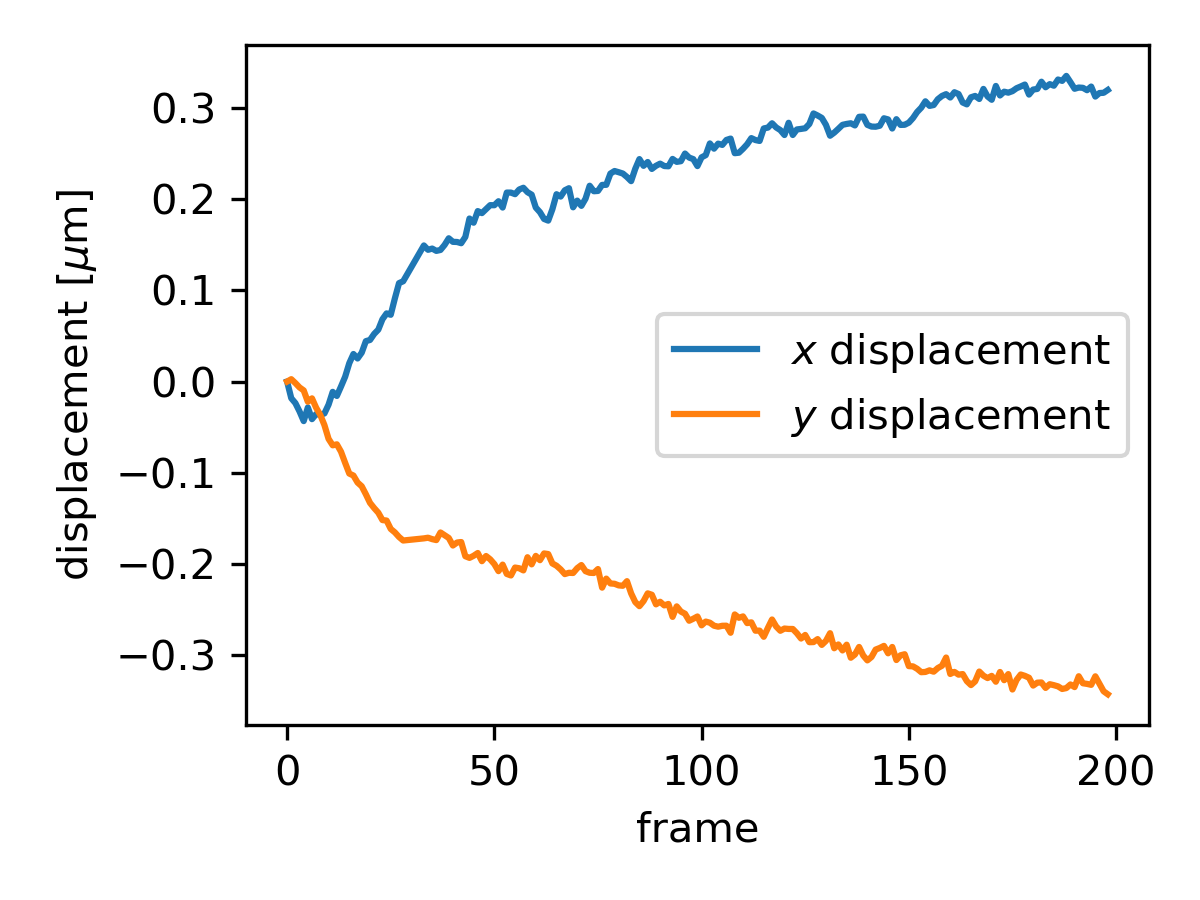 displacement [μm]
0.3
0.2
0.1
0.0
−0.1
−0.2
−0.3
x displacement
y displacement
0 50 100 150 200
frame